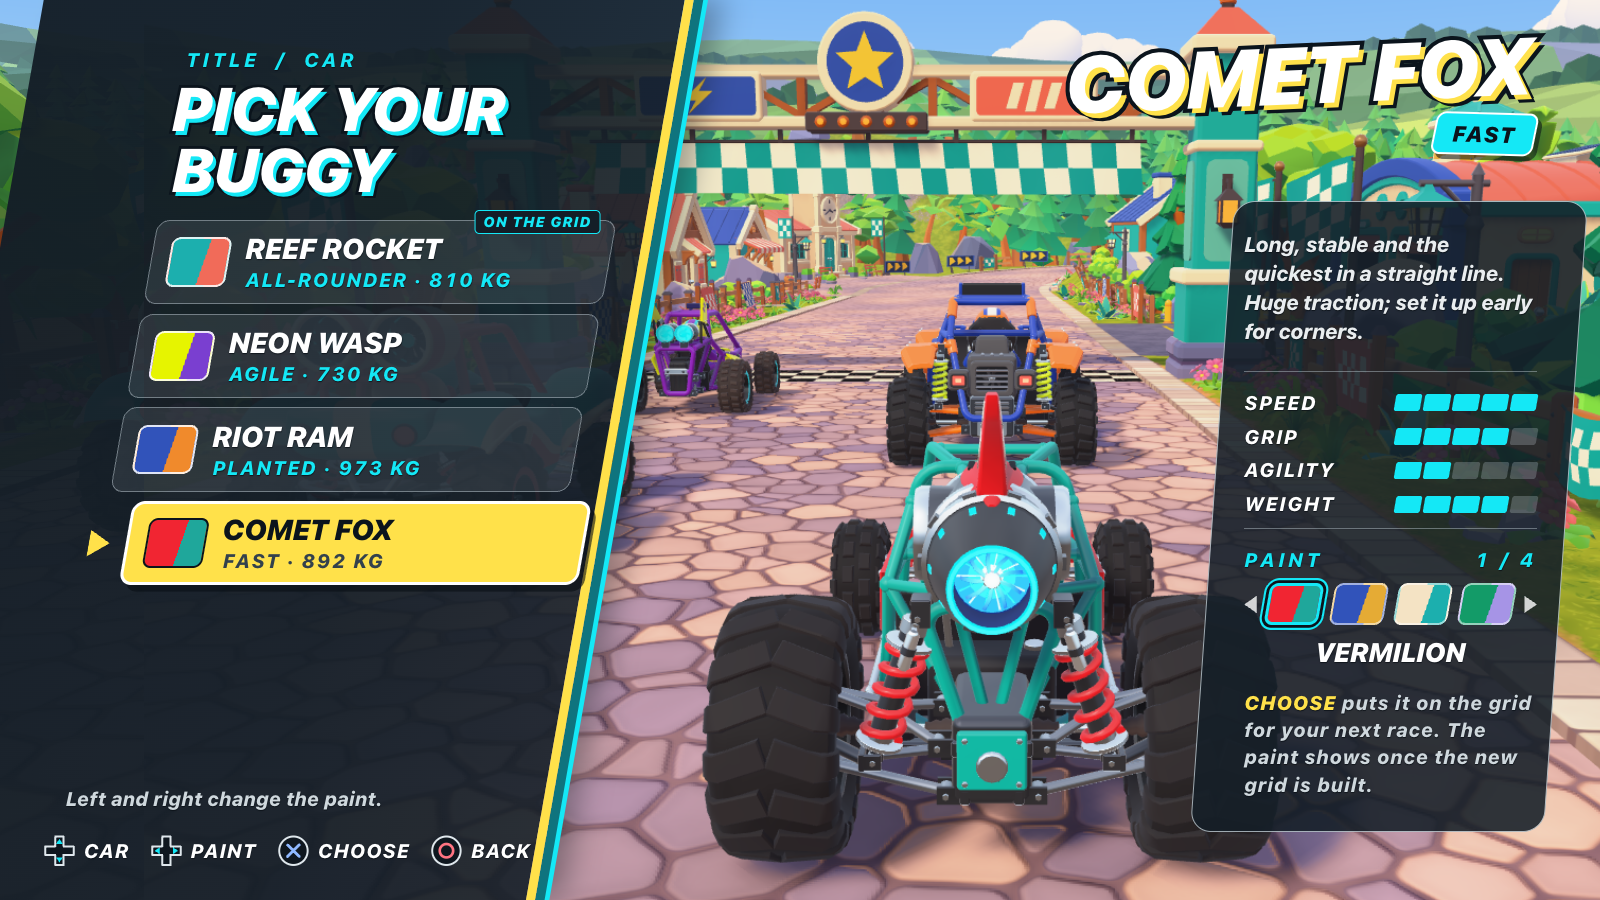 TITLE / CAR
PICK YOUR
BUGGY
ON THE GRID
REEF ROCKET
ALL-ROUNDER · 810 KG
NEON WASP
AGILE · 730 KG
RIOT RAM
PLANTED · 973 KG
COMET FOX
FAST · 892 KG
Left and right change the paint.
CAR
PAINT
CHOOSE
BACK
COMET FOX
FAST
Long, stable and the
quickest in a straight line.
Huge traction; set it up early
for corners.
SPEED
GRIP
AGILITY
WEIGHT
PAINT 1 / 4
VERMILION
CHOOSE puts it on the grid
for your next race. The
paint shows once the new
grid is built.